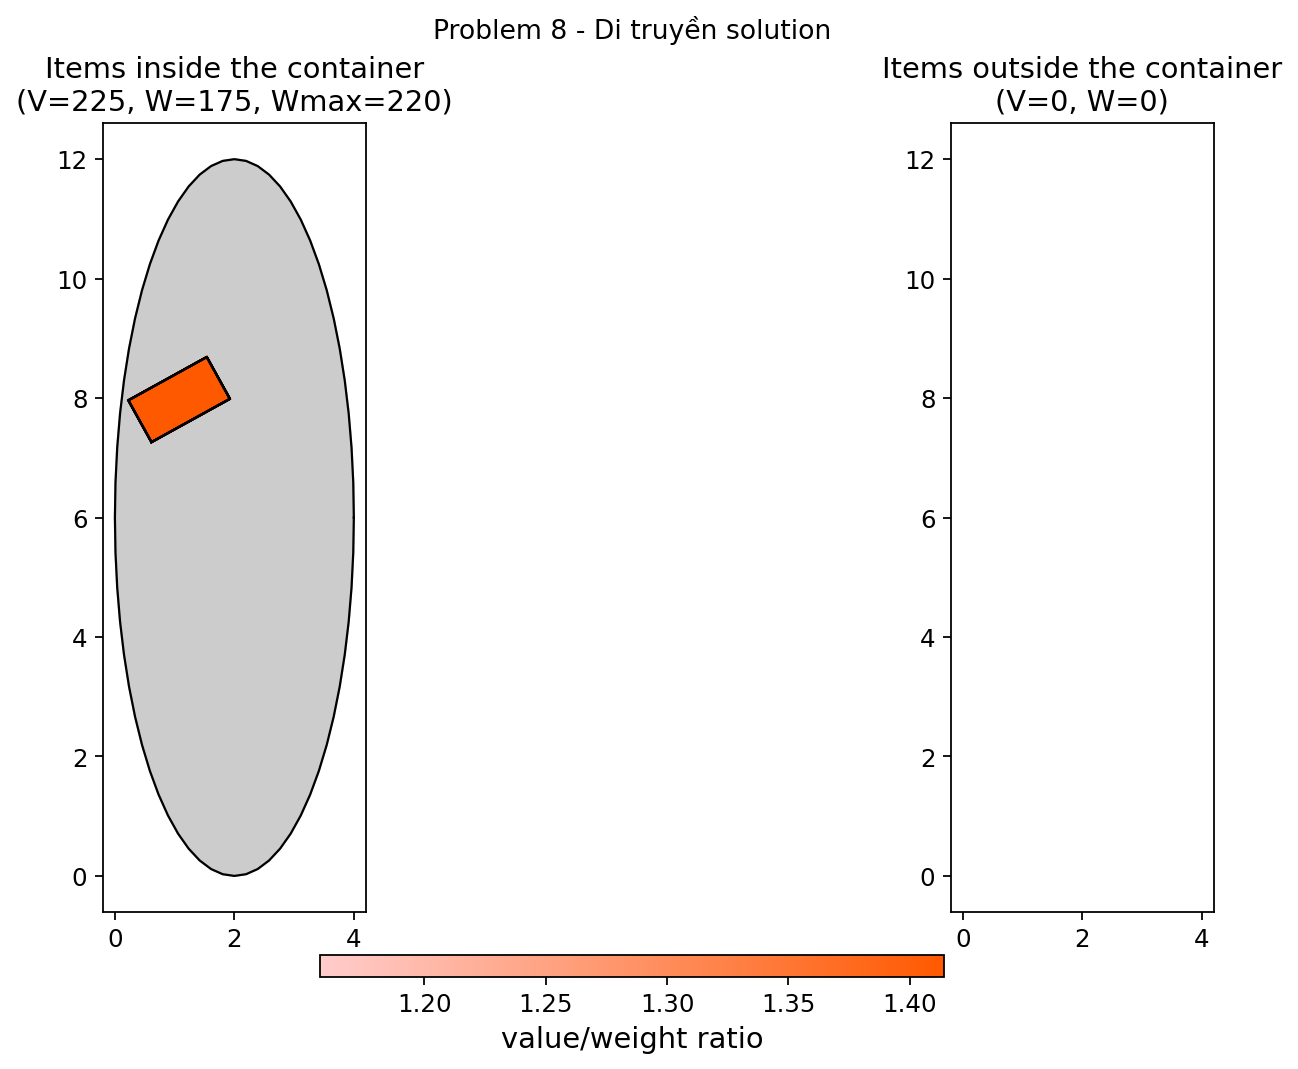 Problem 8 - Di truyền solution
Items inside the container
(V=225, W=175, Wmax=220)
Items outside the container
(V=0, W=0)
12
10
8
6
4
2
0
0 2 4
12
10
8
6
4
2
0
0 2 4
1.20 1.25 1.30 1.35 1.40
value/weight ratio